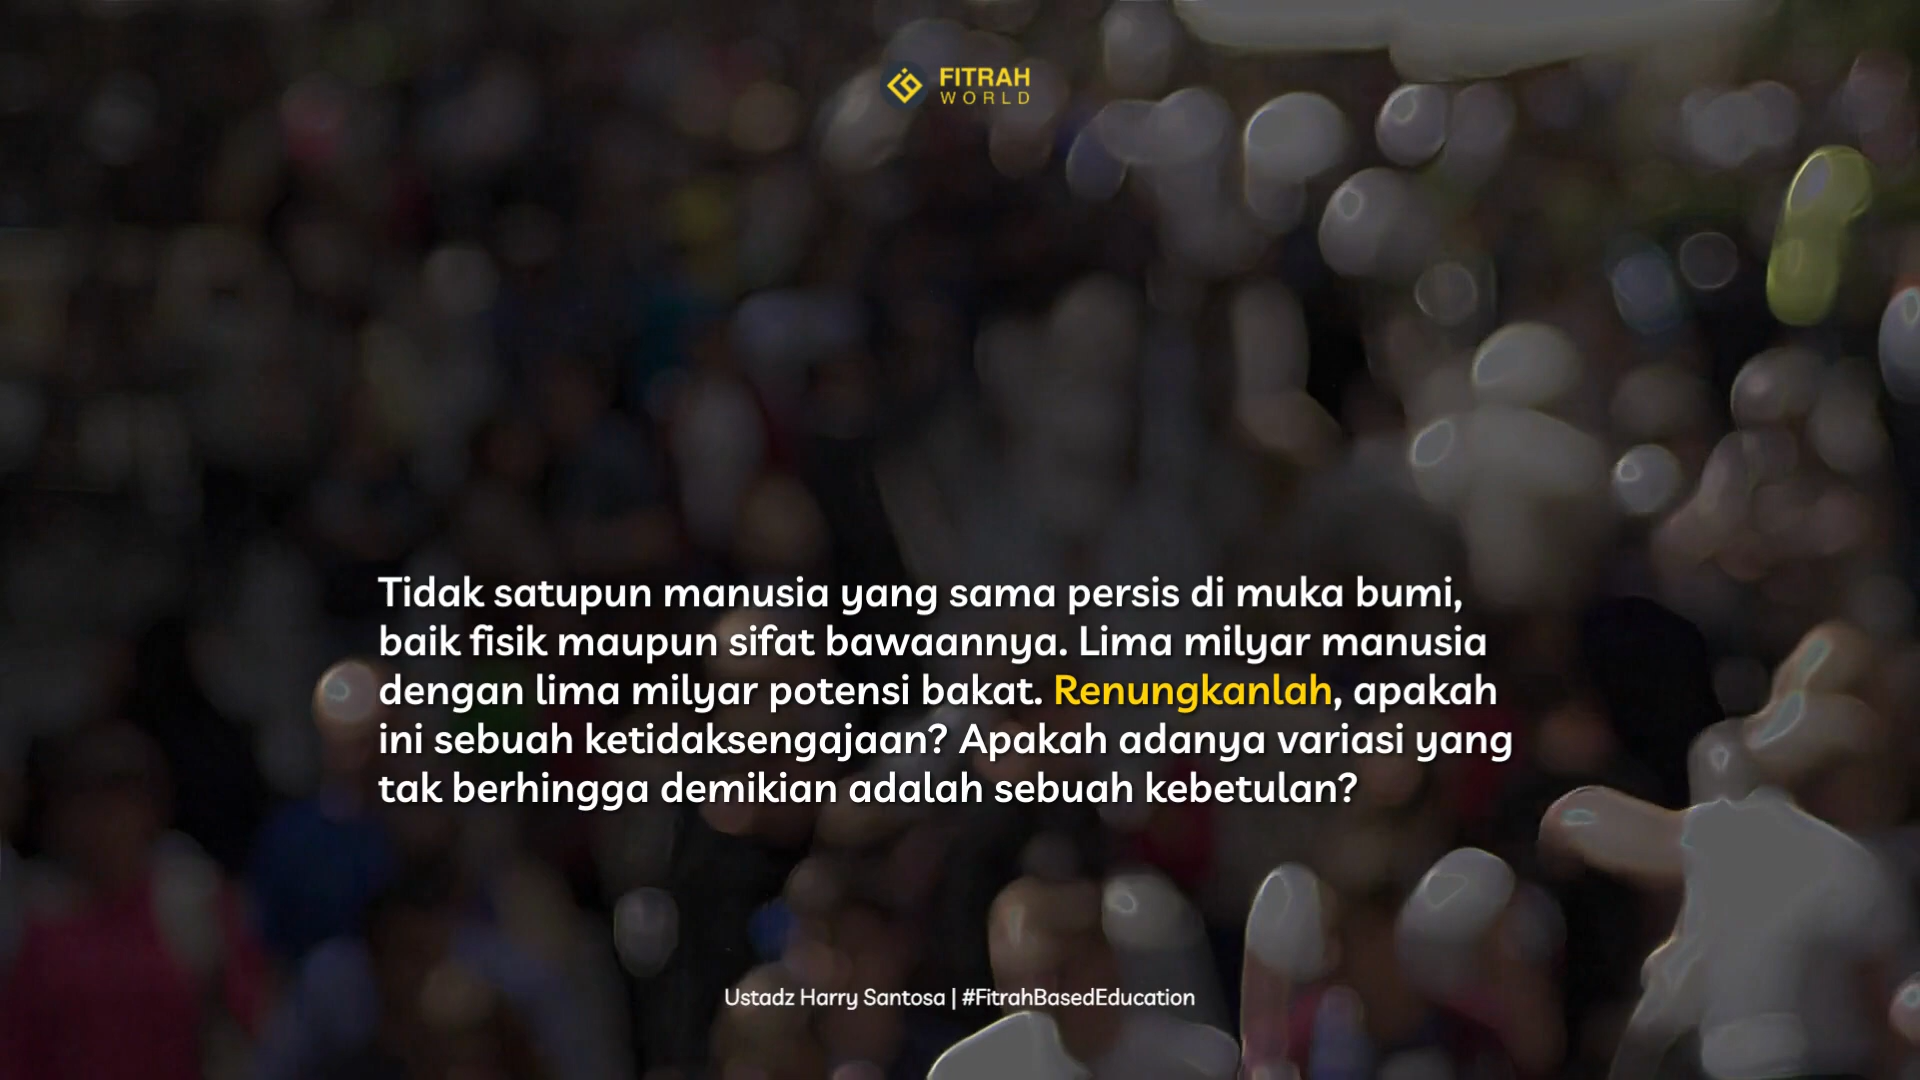 FITRAH
WORLD
Tidak satupun manusia yang sama persis di muka bumi,
baik fisik maupun sifat bawaannya. Lima milyar manusia
dengan lima milyar potensi bakat. Renungkanlah, apakah
ini sebuah ketidaksengajaan? Apakah adanya variasi yang
tak berhingga demikian adalah sebuah kebetulan?
Ustadz Harry Santosa | #FitrahBasedEducation